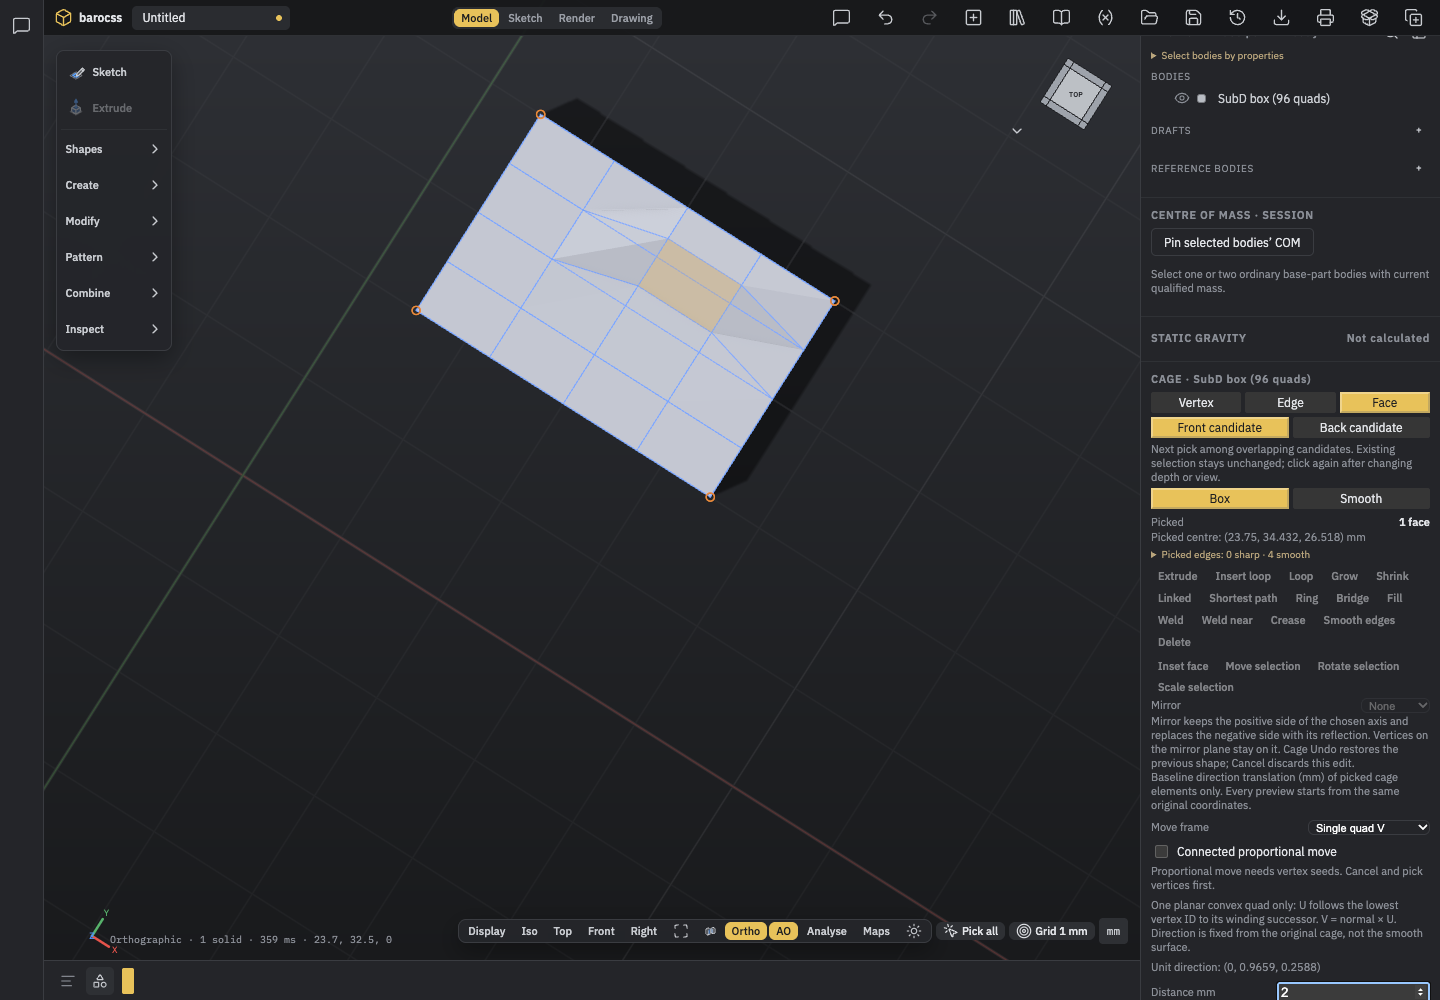 barocss
Untitled
Model Sketch Render Drawing
Sketch
Extrude
Shapes
Create
Modify
Pattern
Combine
Inspect
TOP
Select bodies by properties
BODIES
SubD box (96 quads)
DRAFTS +
REFERENCE BODIES +
CENTRE OF MASS · SESSION
Pin selected bodies’ COM
Select one or two ordinary base-part bodies with current
qualified mass.
STATIC GRAVITY Not calculated
CAGE · SubD box (96 quads)
Vertex Edge Face
Front candidate Back candidate
Next pick among overlapping candidates. Existing
selection stays unchanged; click again after changing
depth or view.
Box Smooth
Picked 1 face
Picked centre: (23.75, 34.432, 26.518) mm
Picked edges: 0 sharp · 4 smooth
Extrude Insert loop Loop Grow Shrink
Linked Shortest path Ring Bridge Fill
Weld Weld near Crease Smooth edges
Delete
Inset face Move selection Rotate selection
Scale selection
Mirror None
Mirror keeps the positive side of the chosen axis and
replaces the negative side with its reflection. Vertices on
the mirror plane stay on it. Cage Undo restores the
previous shape; Cancel discards this edit.
Baseline direction translation (mm) of picked cage
elements only. Every preview starts from the same
original coordinates.
Move frame Single quad V
Connected proportional move
Proportional move needs vertex seeds. Cancel and pick
vertices first.
One planar convex quad only: U follows the lowest
vertex ID to its winding successor. V = normal × U.
Direction is fixed from the original cage, not the smooth
surface.
Unit direction: (0, 0.9659, 0.2588)
Distance mm 2
Y
X
Z
Orthographic · 1 solid · 359 ms · 23.7, 32.5, 0
Display Iso Top Front Right Ortho AO Analyse Maps Pick all Grid 1 mm mm